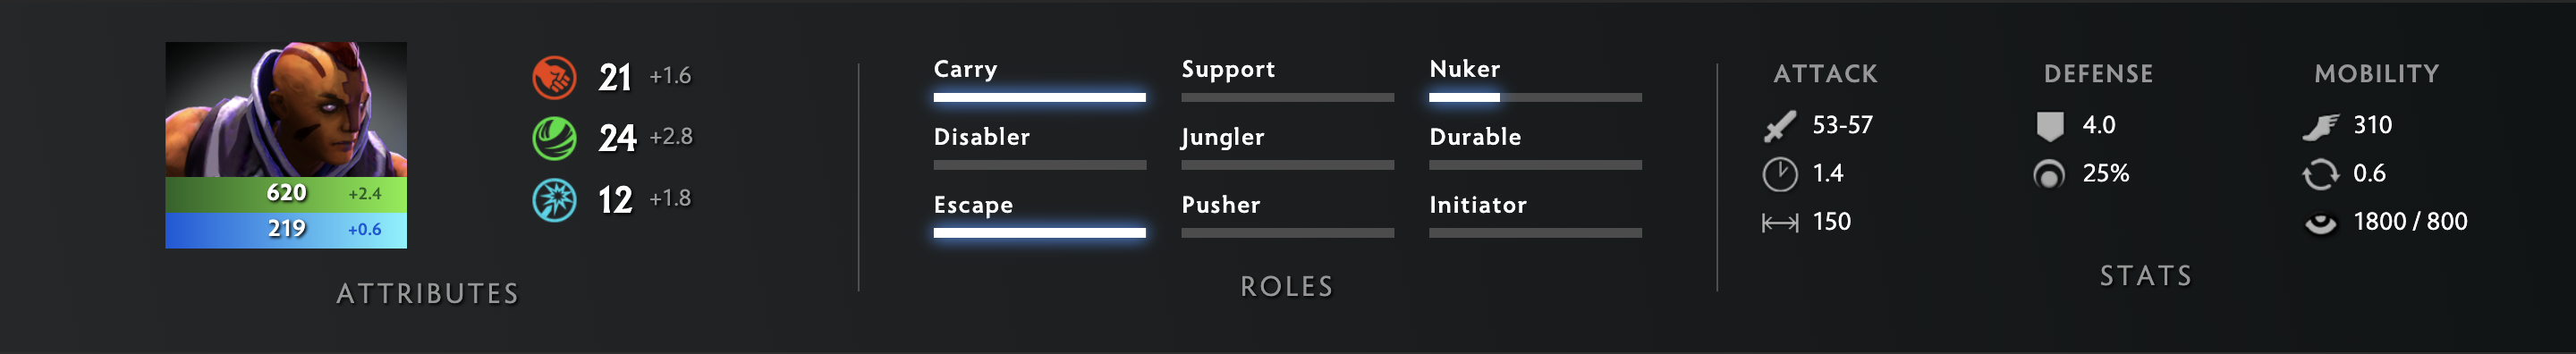 620 +2.4
219 +0.6
21 +1.6
24 +2.8
12 +1.8
ATTRIBUTES
Carry Support Nuker
Disabler Jungler Durable
Escape Pusher Initiator
ROLES
ATTACK DEFENSE MOBILITY
53-57 4.0 310
1.4 25% 0.6
150 1800 / 800
STATS